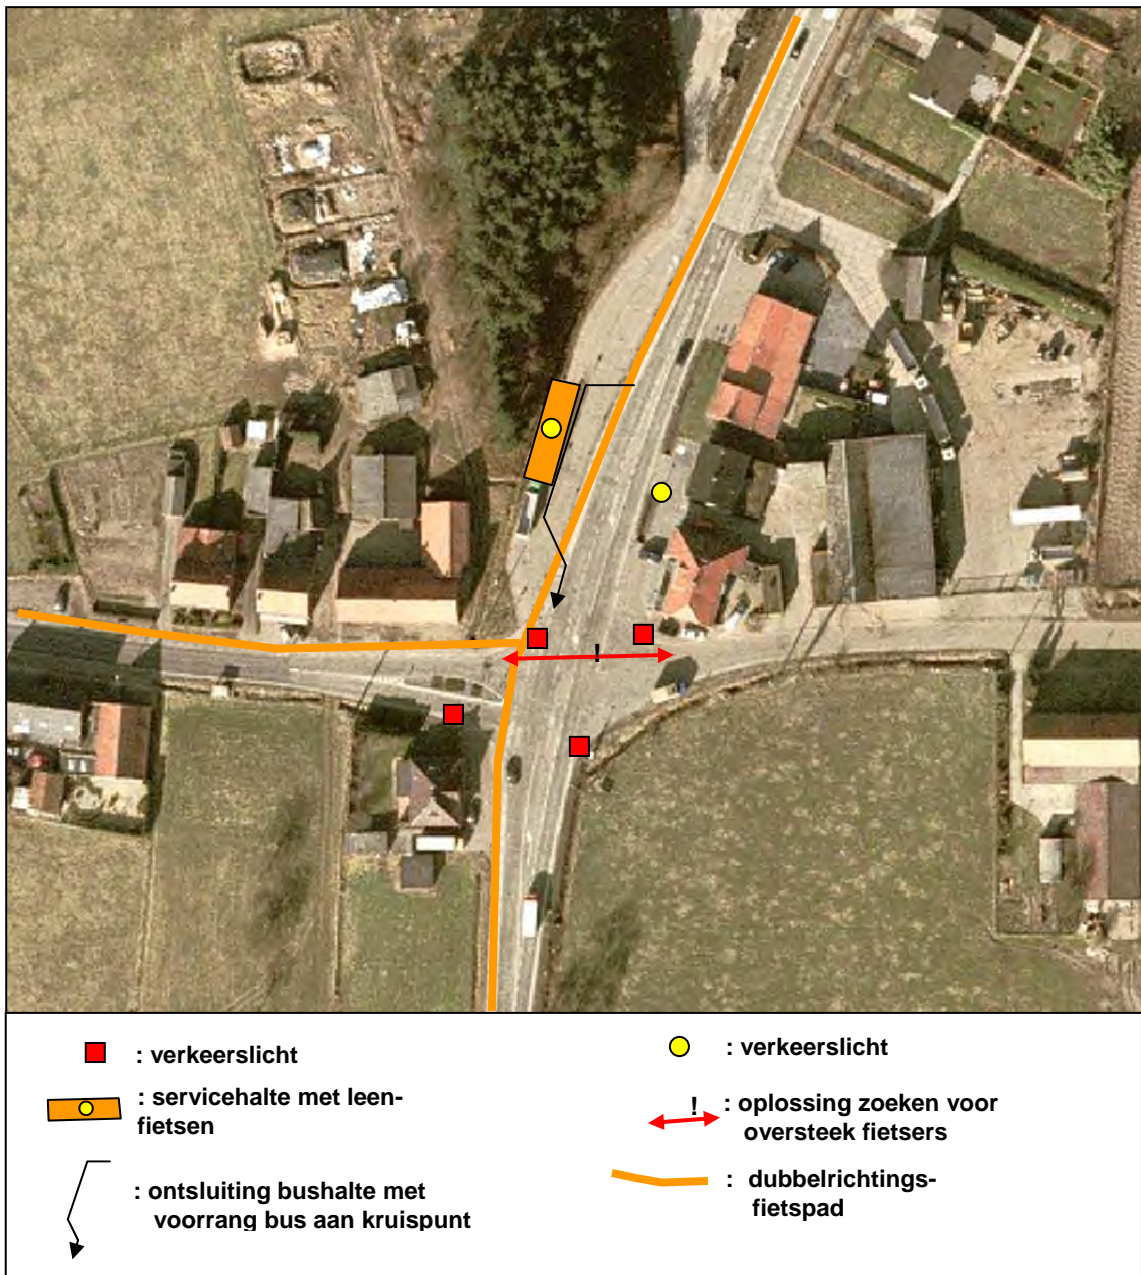 !
: verkeerslicht
: verkeerslicht
: servicehalte met leen-
fietsen
!
: oplossing zoeken voor
oversteek fietsers
: ontsluiting bushalte met
voorrang bus aan kruispunt
: dubbelrichtings-
fietspad